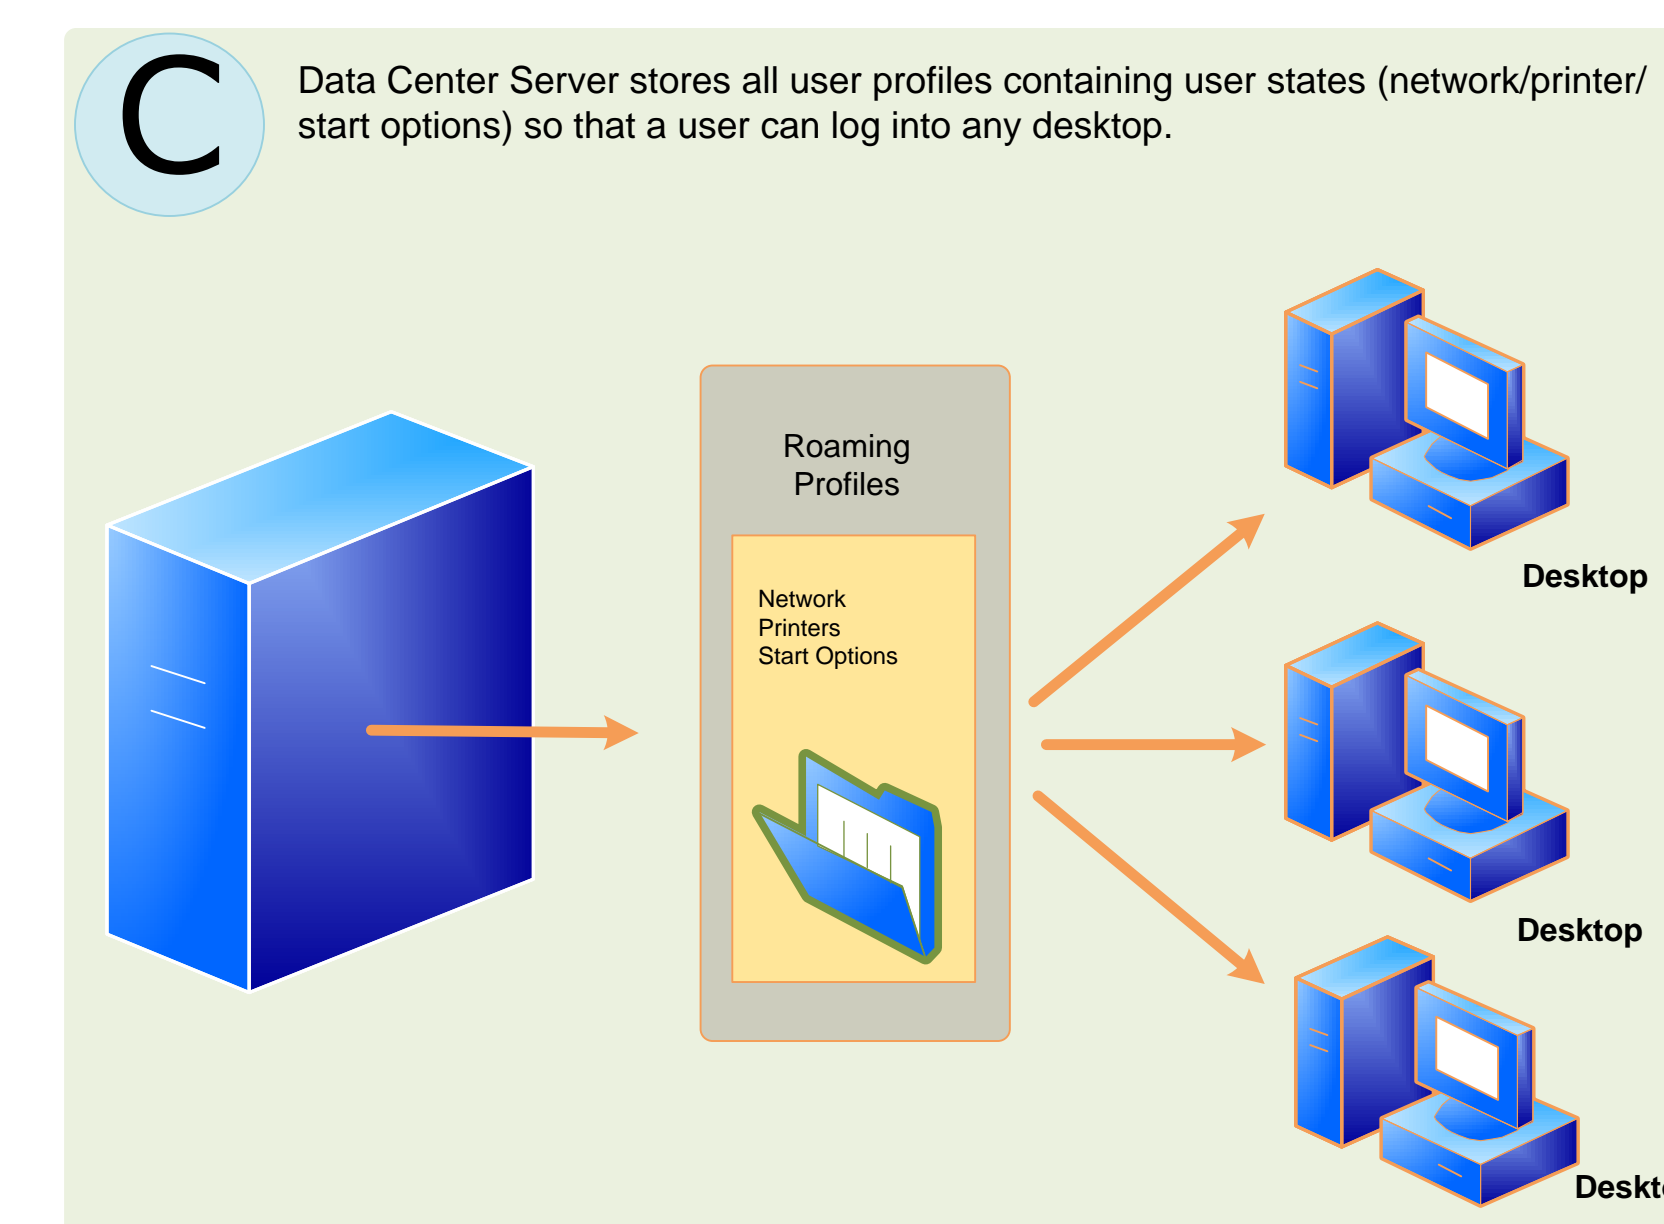 C
Data Center Server stores all user profiles containing user states (network/printer/
start options) so that a user can log into any desktop.
Roaming
Profiles
Network
Printers
Start Options
Desktop
Desktop